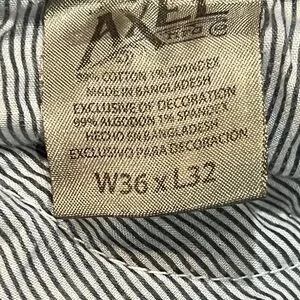 AXEL
99% COTTON 1% SPANDEX
MADE IN BANGLADESH
EXCLUSIVE OF DECORATION
99% ALGODON 1% SPANDEX
HECHO EN BANGLADESH
EXCLUSIVO PARA DECORACION
W36 x L32